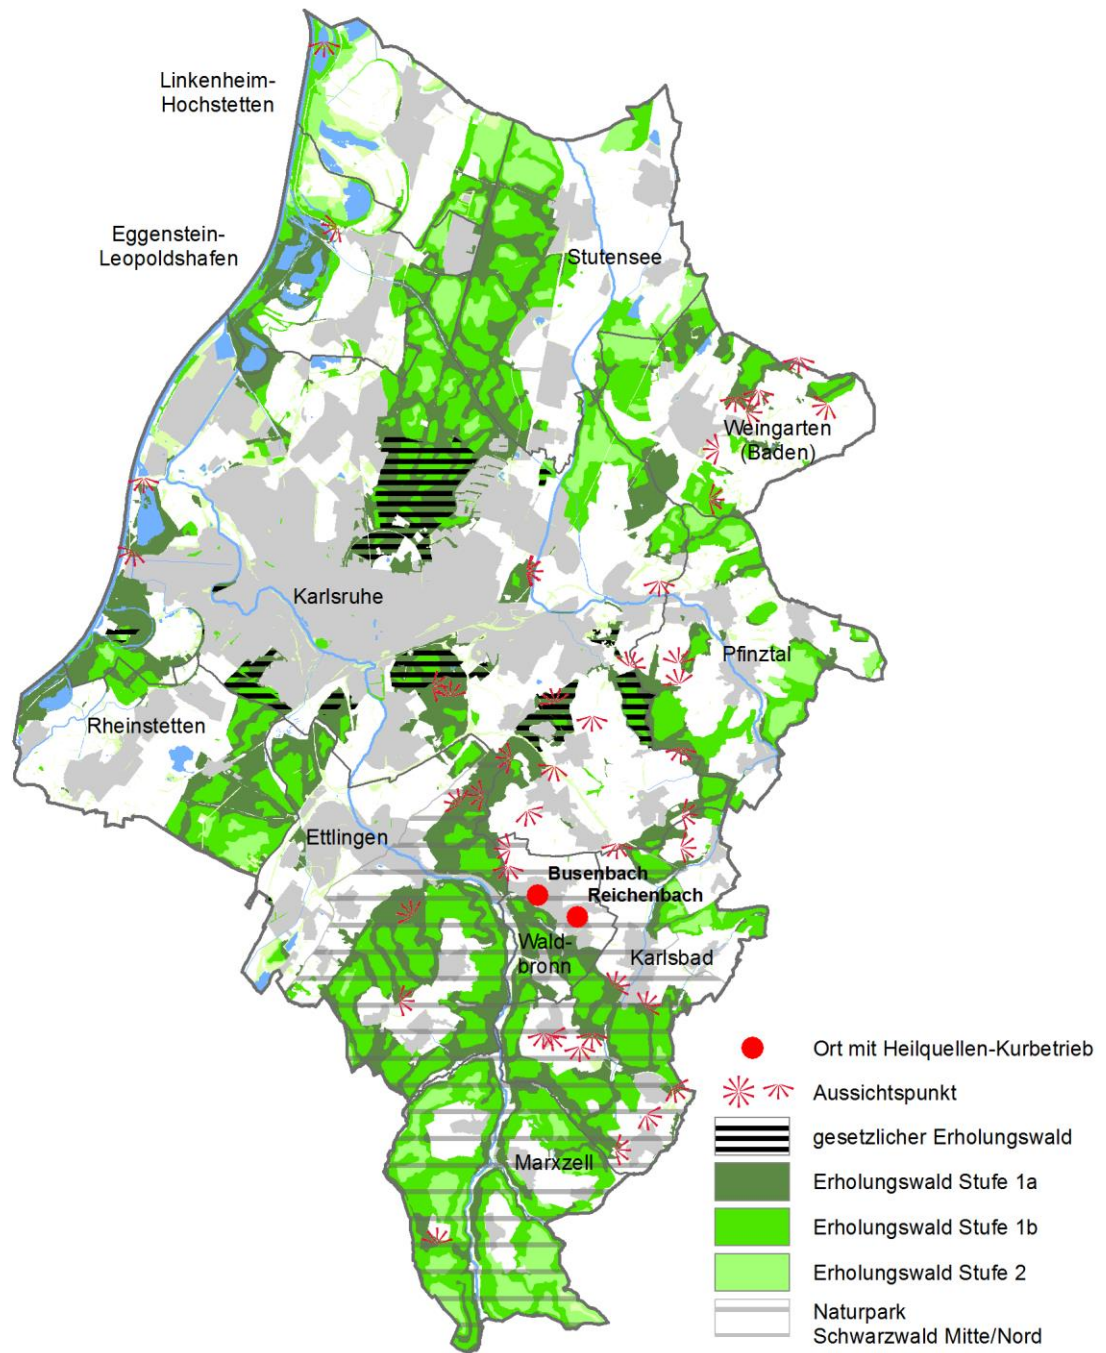 Linkenheim-
Hochstetten
Eggenstein-
Leopoldshafen
Stutensee
Weingarten
(Baden)
Karlsruhe
Pfinztal
Rheinstetten
Ettlingen
Busenbach
Reichenbach
Wald-
bronn
Karlsbad
Marxzell
Ort mit Heilquellen-Kurbetrieb
Aussichtspunkt
gesetzlicher Erholungswald
Erholungswald Stufe 1a
Erholungswald Stufe 1b
Erholungswald Stufe 2
Naturpark
Schwarzwald Mitte/Nord